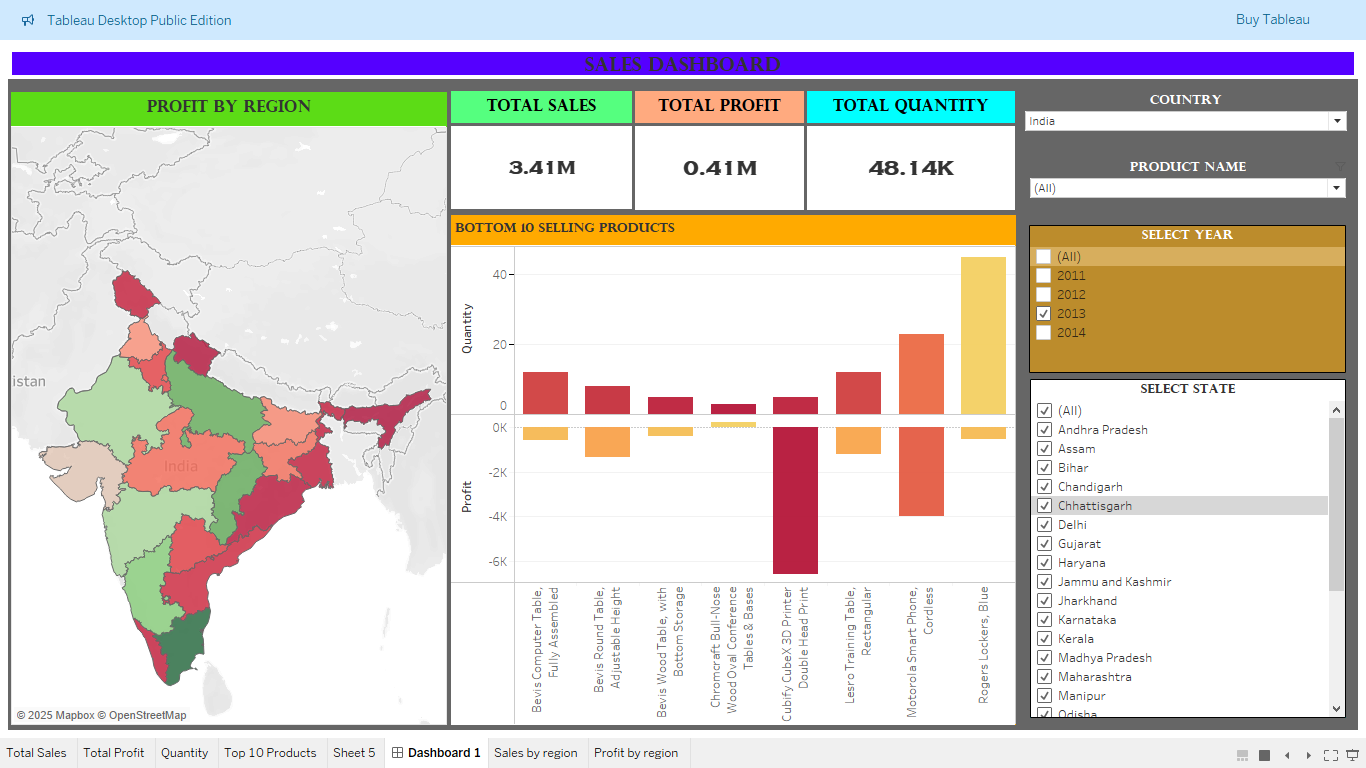 Tableau Desktop Public Edition
Buy Tableau
SALES DASHBOARD
PROFIT BY REGION
istan
India
© 2025 Mapbox © OpenStreetMap
TOTAL SALES
TOTAL PROFIT
TOTAL QUANTITY
3.41M
0.41M
48.14K
BOTTOM 10 SELLING PRODUCTS
Quantity
40
20
0
Profit
0K
-2K
-4K
-6K
Bevis Computer Table,
Fully Assembled
Bevis Round Table,
Adjustable Height
Bevis Wood Table, with
Bottom Storage
Chromcraft Bull-Nose
Wood Oval Conference
Tables & Bases
Cubify CubeX 3D Printer
Double Head Print
Lesro Training Table,
Rectangular
Motorola Smart Phone,
Cordless
Rogers Lockers, Blue
COUNTRY
India
PRODUCT NAME
(All)
SELECT YEAR
(All)
2011
2012
2013
2014
SELECT STATE
(All)
Andhra Pradesh
Assam
Bihar
Chandigarh
Chhattisgarh
Delhi
Gujarat
Haryana
Jammu and Kashmir
Jharkhand
Karnataka
Kerala
Madhya Pradesh
Maharashtra
Manipur
Odisha
Total Sales
Total Profit
Quantity
Top 10 Products
Sheet 5
Dashboard 1
Sales by region
Profit by region